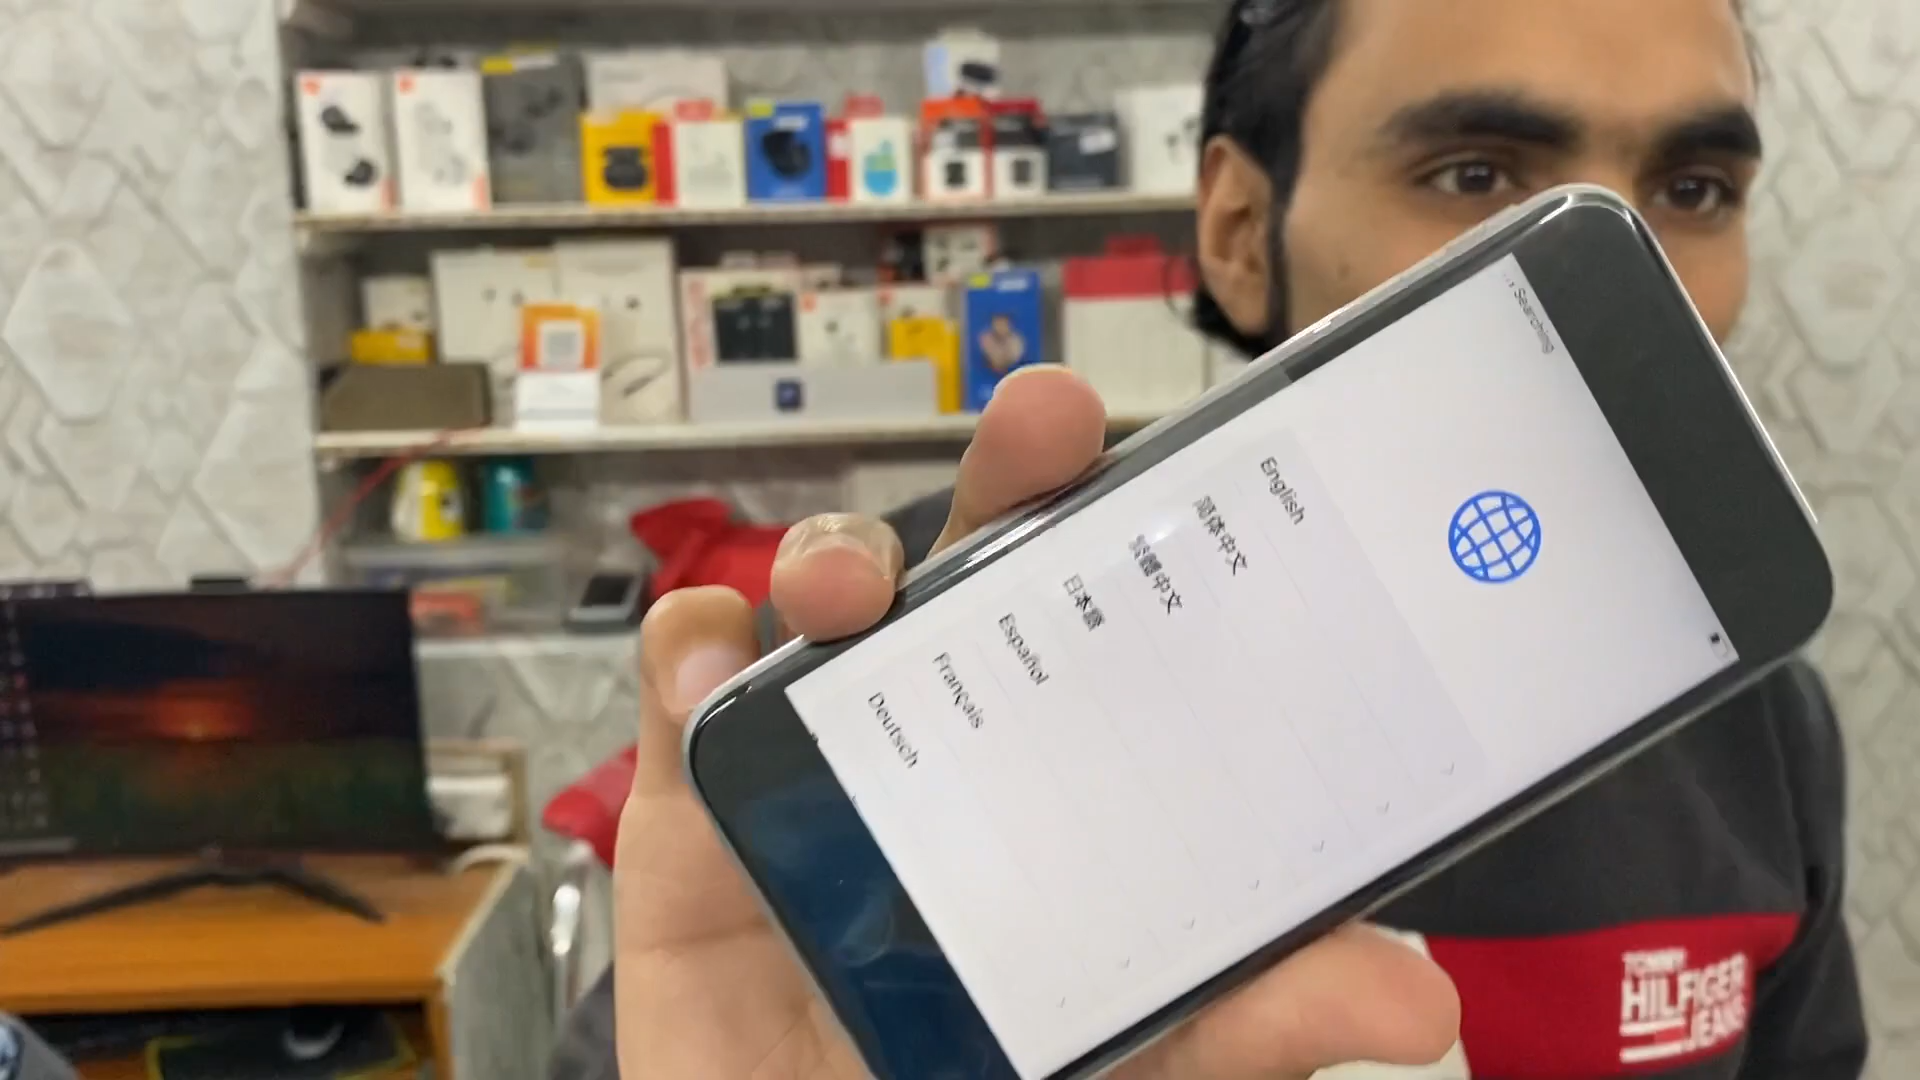 Searching
English
简体中文
繁體中文
日本語
Español
Français
Deutsch
TOMMY
HILFIGER
JEANS